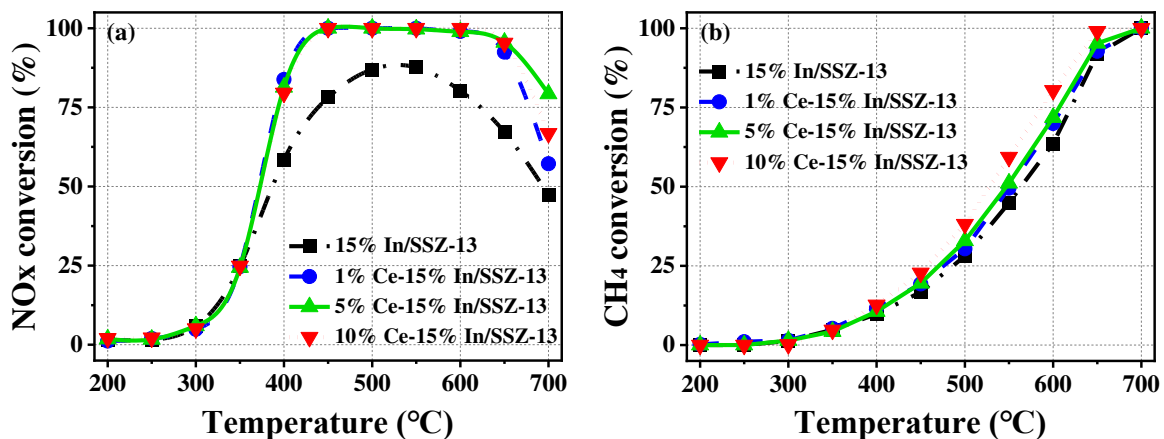 (a)
NOx conversion (%)
100
75
50
25
0
15% In/SSZ-13
1% Ce-15% In/SSZ-13
5% Ce-15% In/SSZ-13
10% Ce-15% In/SSZ-13
200 300 400 500 600 700
Temperature (°C)
(b)
CH4 conversion (%)
100
75
50
25
0
15% In/SSZ-13
1% Ce-15% In/SSZ-13
5% Ce-15% In/SSZ-13
10% Ce-15% In/SSZ-13
200 300 400 500 600 700
Temperature (°C)